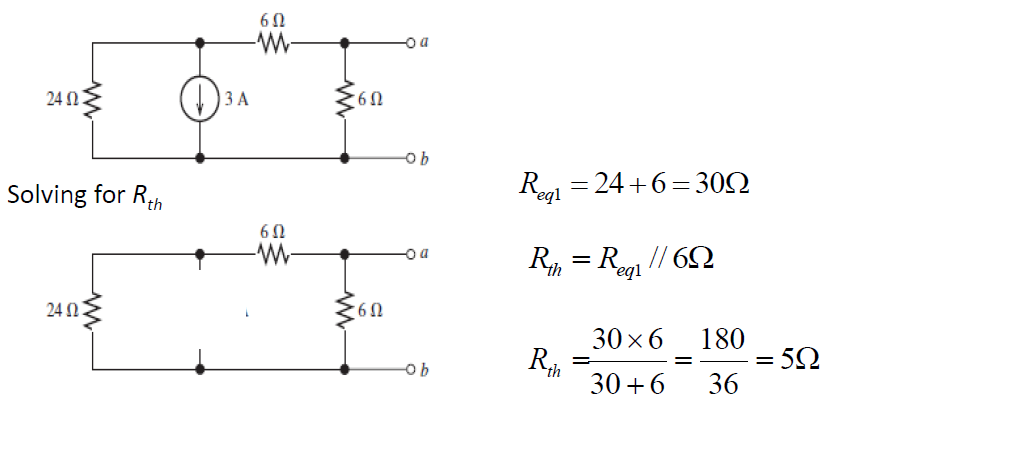 6 Ω
a
24 Ω
3 A
6 Ω
b
Solving for R_th
6 Ω
a
24 Ω
6 Ω
b
R_eq1 = 24 + 6 = 30Ω
R_th = R_eq1 // 6Ω
R_th = (30 × 6)/(30 + 6) = 180/36 = 5Ω